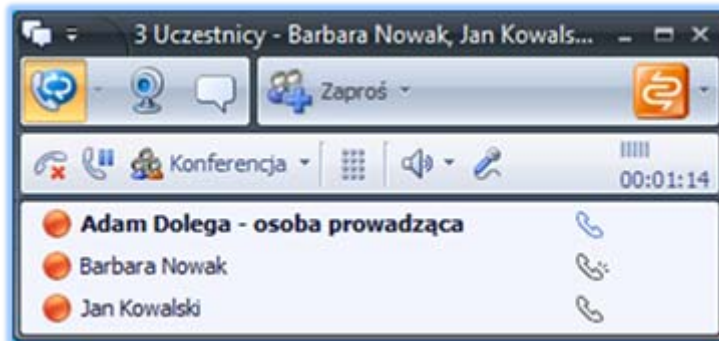 3 Uczestnicy - Barbara Nowak, Jan Kowals...
Zaproś
Konferencja
00:01:14
Adam Dolega - osoba prowadząca
Barbara Nowak
Jan Kowalski